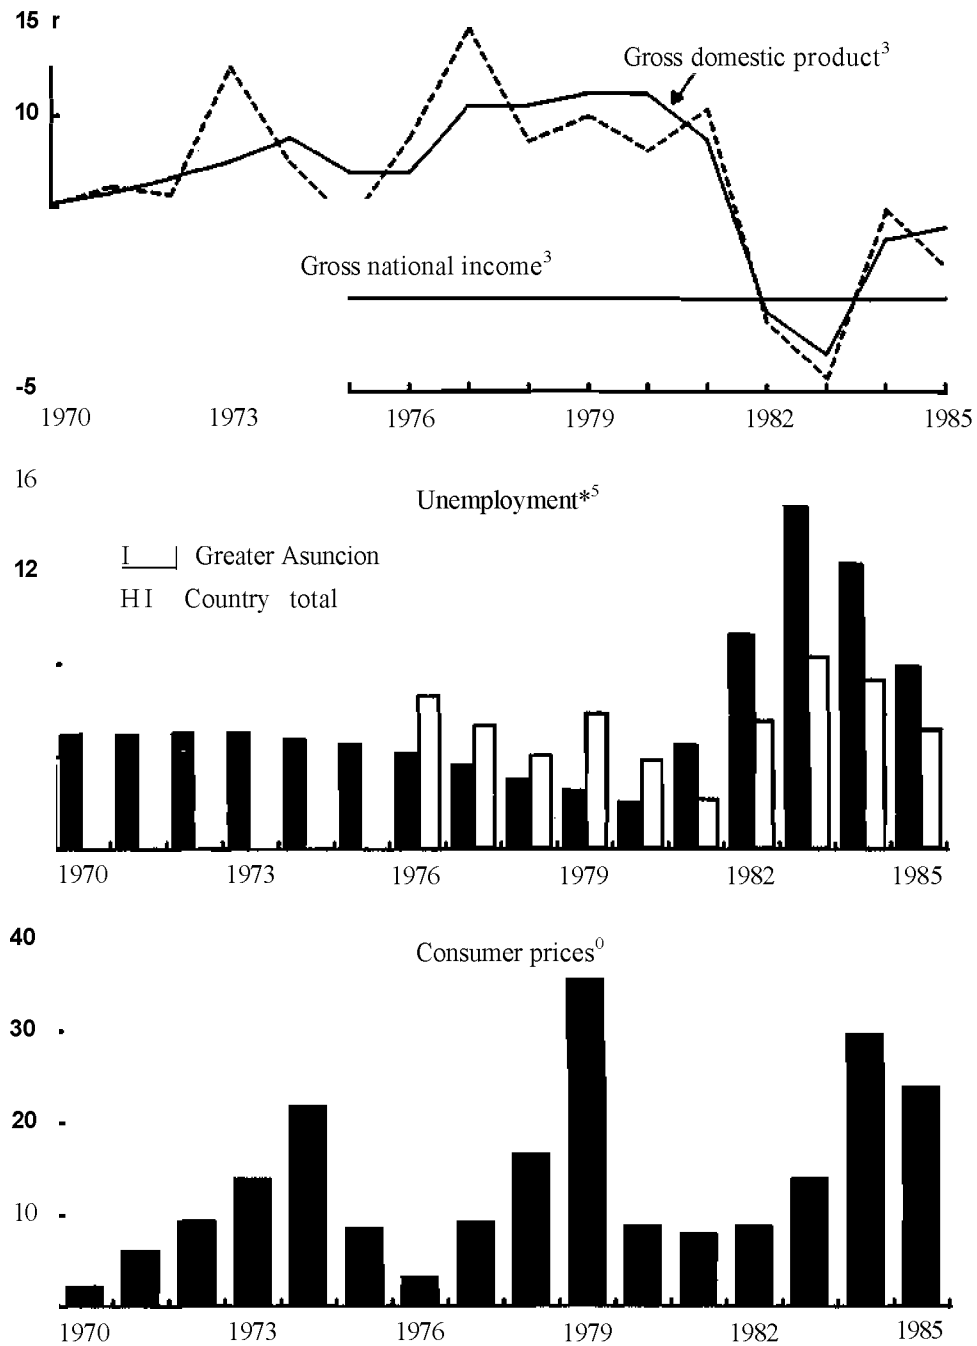 15 r
Gross domestic product3
10
Gross national income3
-5
1970 1973 1976 1979 1982 1985
16
Unemployment*5
I Greater Asuncion
12
HI Country total
1970 1973 1976 1979 1982 1985
40
Consumer prices0
30
20
10
1970 1973 1976 1979 1982 1985